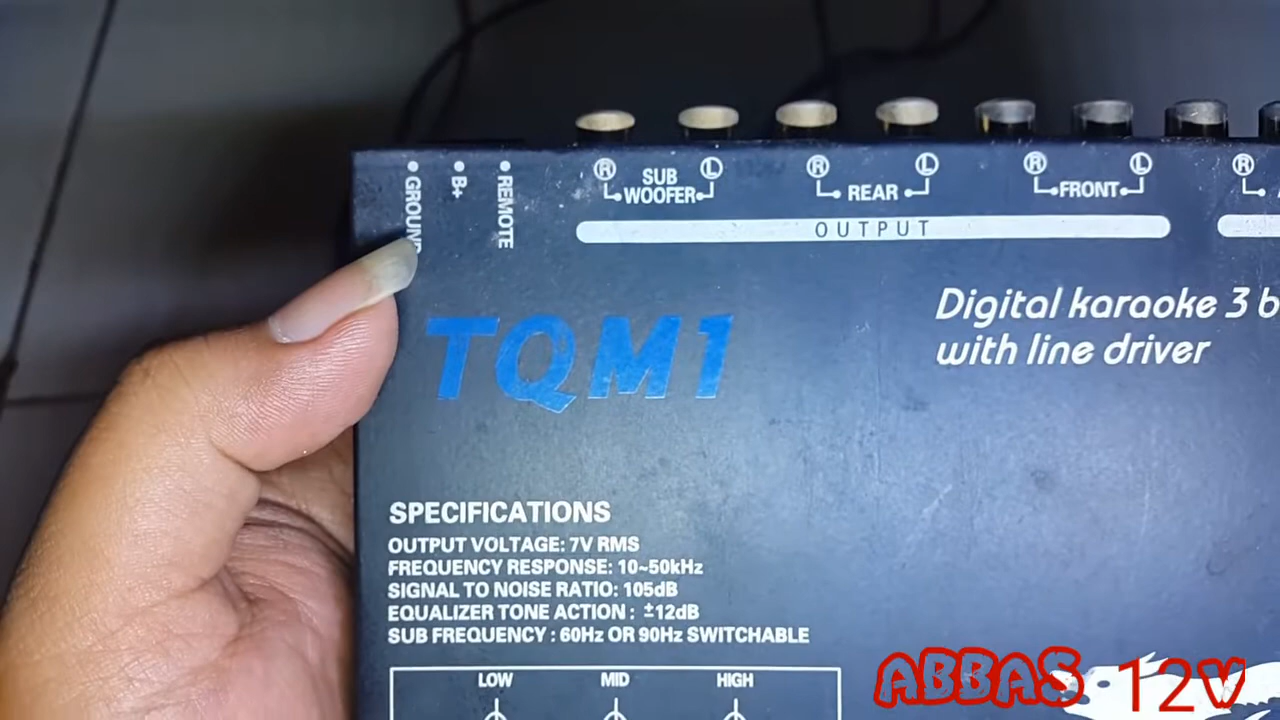 GROUND
B+
REMOTE
R SUB WOOFER L
R REAR L
R FRONT L
R
OUTPUT
TQM1
Digital karaoke 3 b
with line driver
SPECIFICATIONS
OUTPUT VOLTAGE: 7V RMS
FREQUENCY RESPONSE: 10~50kHz
SIGNAL TO NOISE RATIO: 105dB
EQUALIZER TONE ACTION : ±12dB
SUB FREQUENCY : 60Hz OR 90Hz SWITCHABLE
LOW MID HIGH
ABBAS 12v